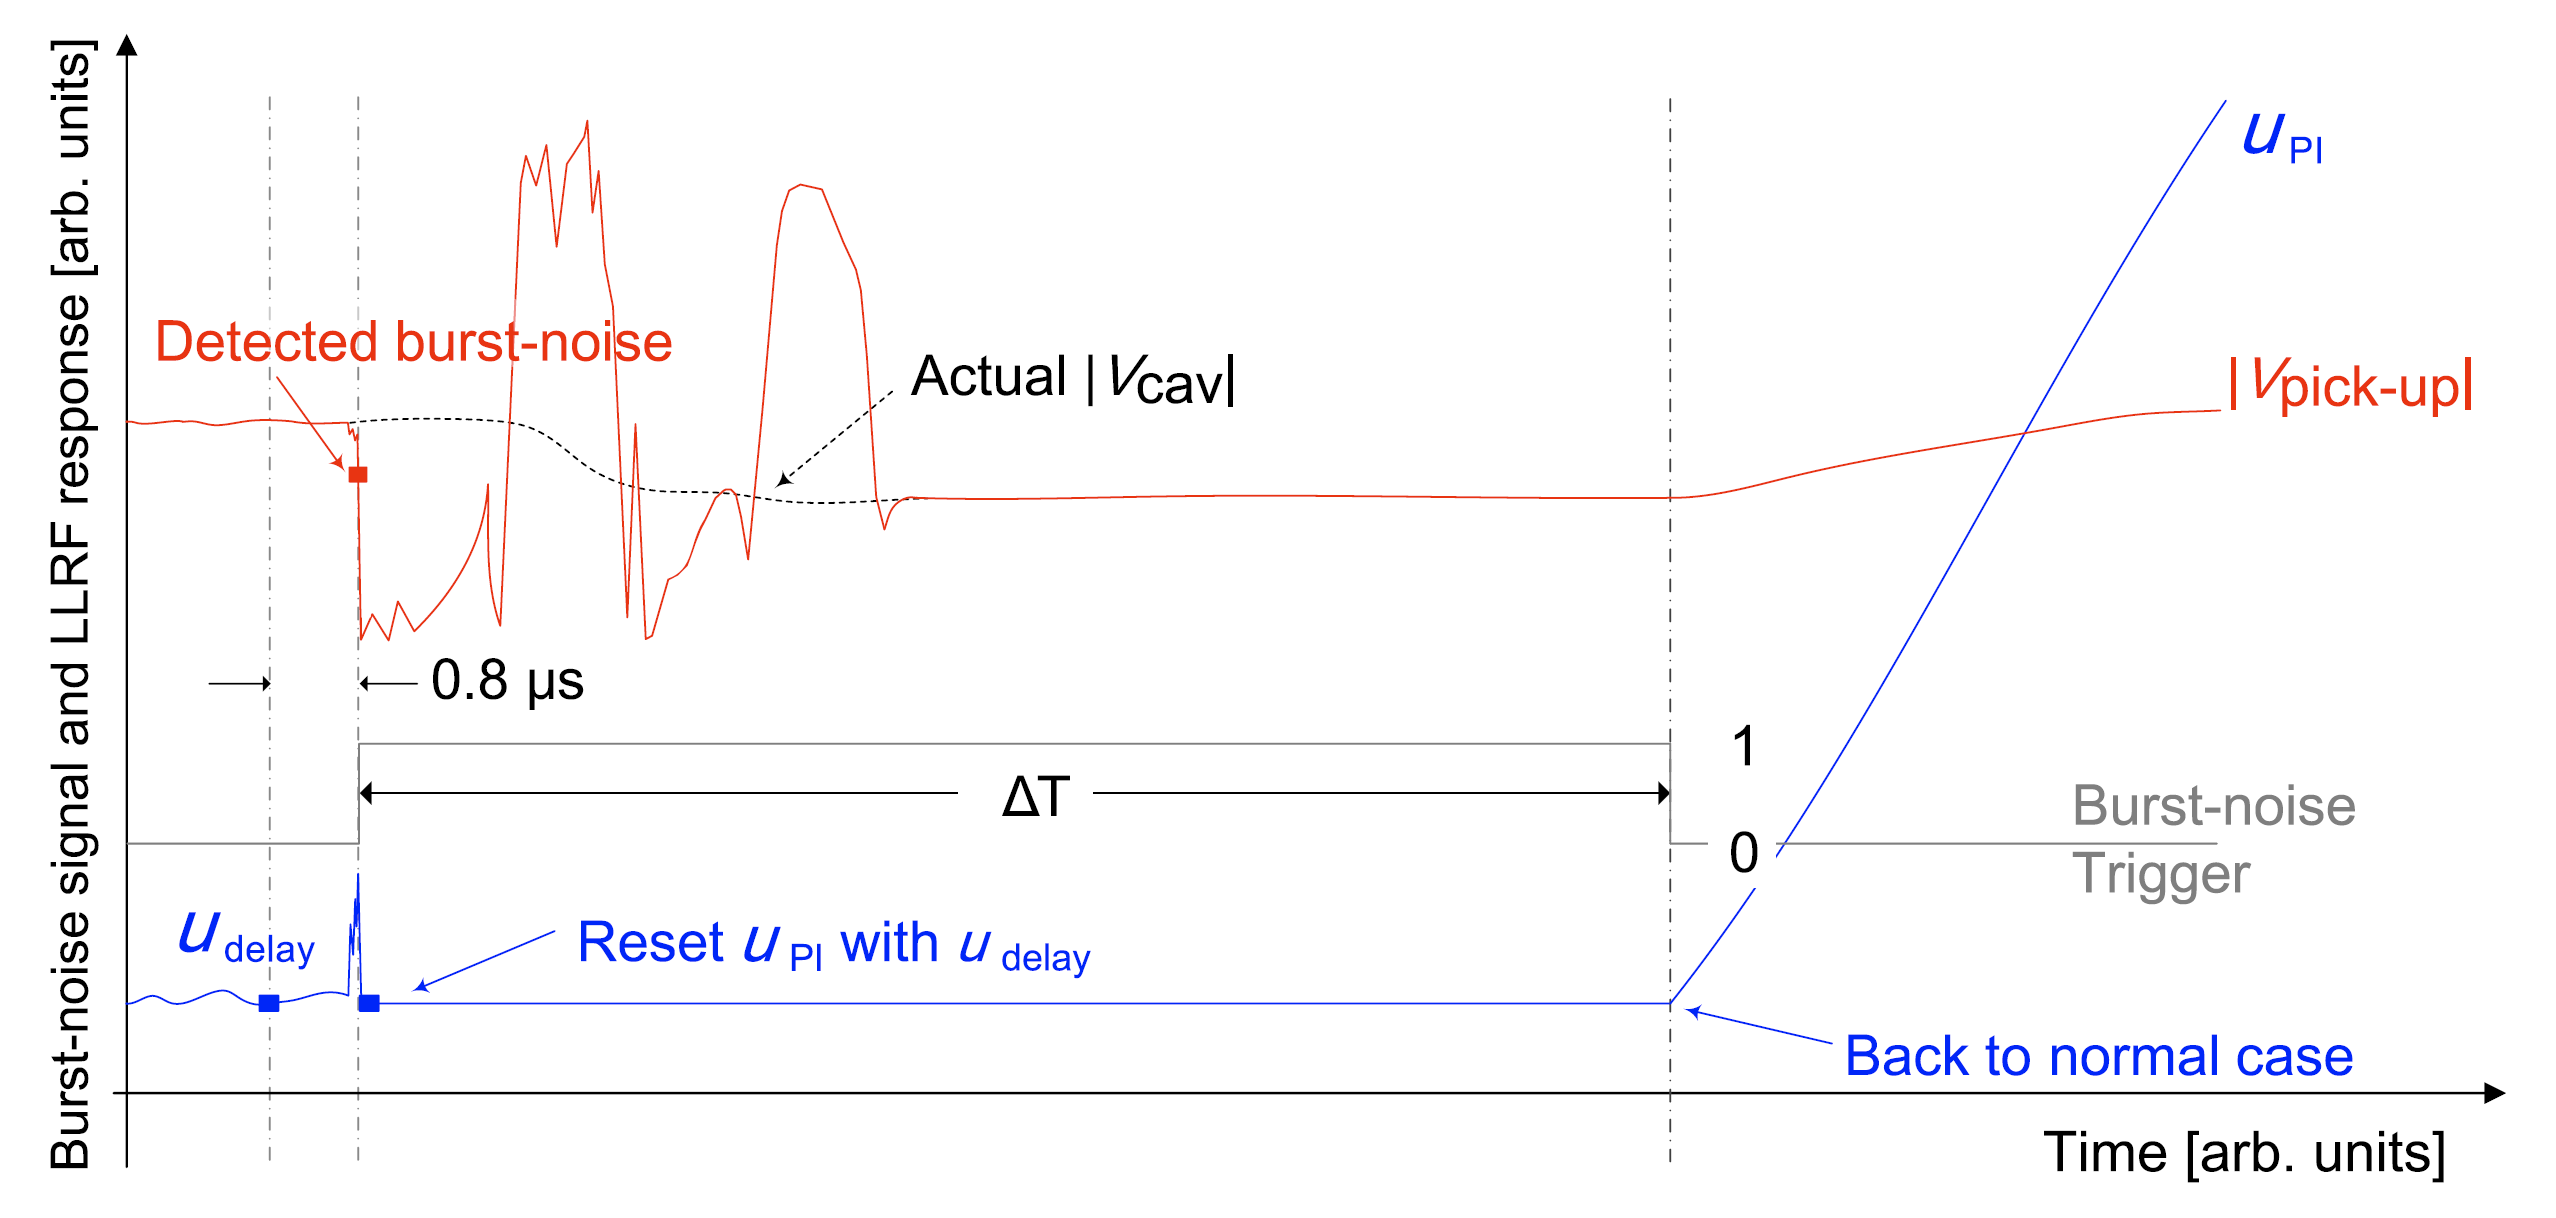 Burst-noise signal and LLRF response [arb. units]
u PI
Detected burst-noise
Actual |Vcav|
|Vpick-up|
0.8 µs
1
ΔT
Burst-noise
0
Trigger
u delay
Reset u PI with u delay
Back to normal case
Time [arb. units]